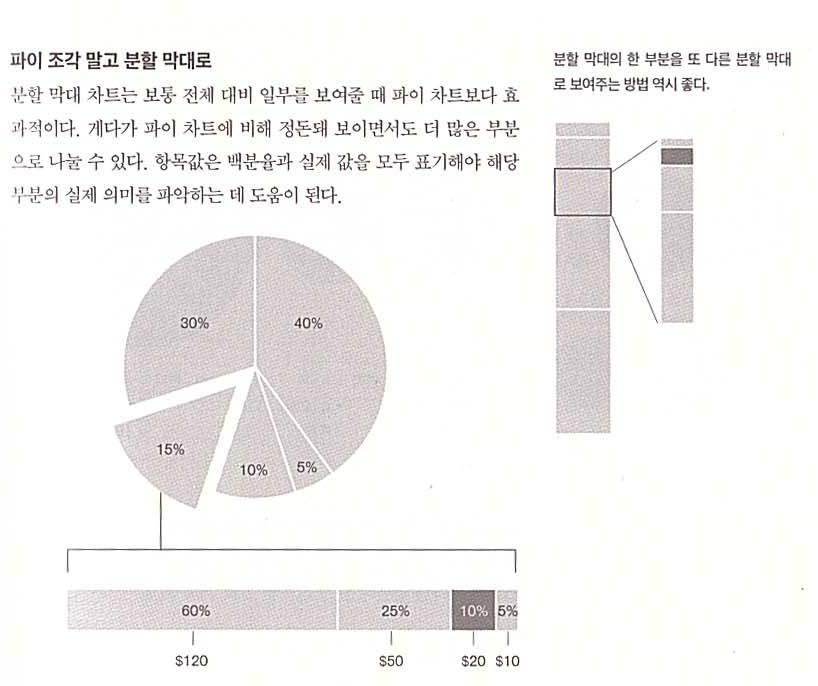 파이 조각 말고 분할 막대로
분할 막대 차트는 보통 전체 대비 일부를 보여줄 때 파이 차트보다 효
과적이다. 게다가 파이 차트에 비해 정돈돼 보이면서도 더 많은 부분
으로 나눌 수 있다. 항목값은 백분율과 실제 값을 모두 표기해야 해당
부분의 실제 의미를 파악하는 데 도움이 된다.
분할 막대의 한 부분을 또 다른 분할 막대
로 보여주는 방법 역시 좋다.
30%
40%
15%
10%
5%
60%
25%
10%
5%
$120
$50
$20
$10